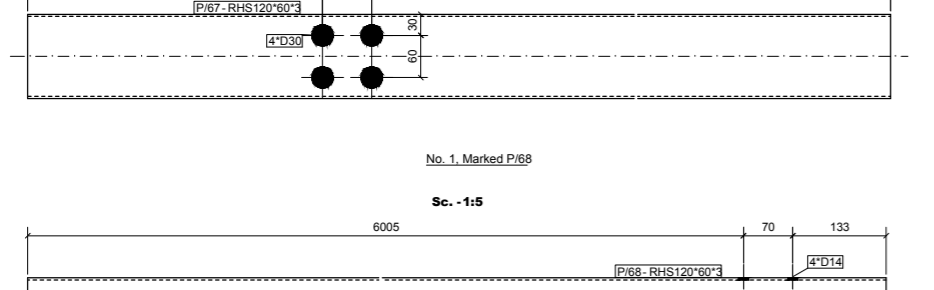 P/67-RHS120*60*3
30
4*D30
60
No. 1, Marked P/68
Sc. -1:5
6005 70 133
4*D14
P/68- RHS120*60*3